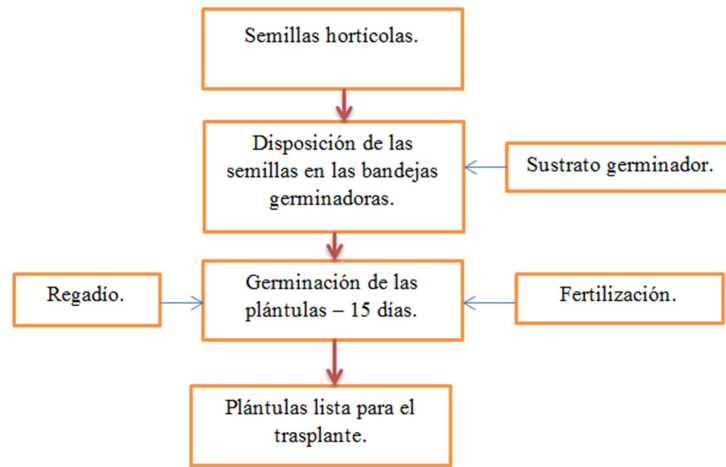 Semillas hortícolas.
Disposición de las
semillas en las bandejas
germinadoras.
Sustrato germinador.
Regadío.
Germinación de las
plántulas – 15 días.
Fertilización.
Plántulas lista para el
trasplante.